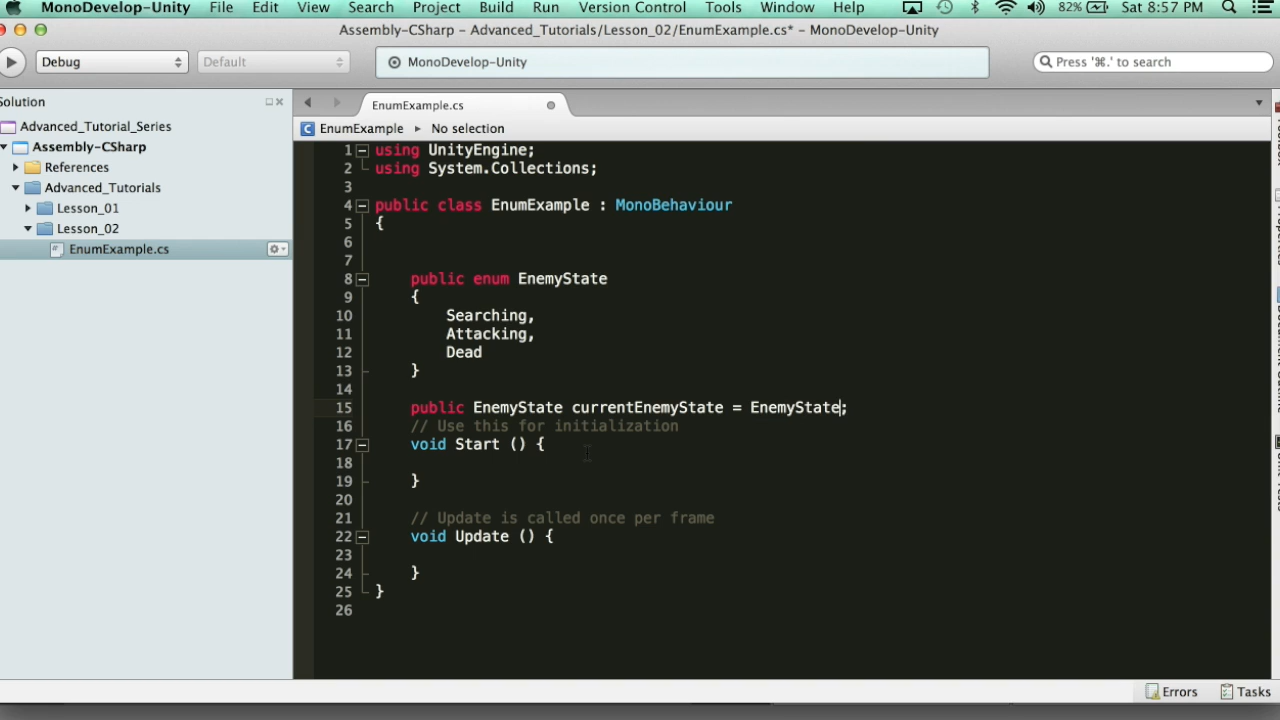 MonoDevelop-Unity File Edit View Search Project Build Run Version Control Tools Window Help 82% Sat 8:57 PM
Assembly-CSharp – Advanced_Tutorials/Lesson_02/EnumExample.cs* – MonoDevelop-Unity
Debug Default MonoDevelop-Unity Press '⌘.' to search
Solution
Advanced_Tutorial_Series
Assembly-CSharp
References
Advanced_Tutorials
Lesson_01
Lesson_02
EnumExample.cs
EnumExample.cs
EnumExample ▸ No selection
1 using UnityEngine;
2 using System.Collections;
3
4 public class EnumExample : MonoBehaviour
5 {
6
7
8 public enum EnemyState
9 {
10 Searching,
11 Attacking,
12 Dead
13 }
14
15 public EnemyState currentEnemyState = EnemyState;
16 // Use this for initialization
17 void Start () {
18
19 }
20
21 // Update is called once per frame
22 void Update () {
23
24 }
25 }
26
Errors Tasks